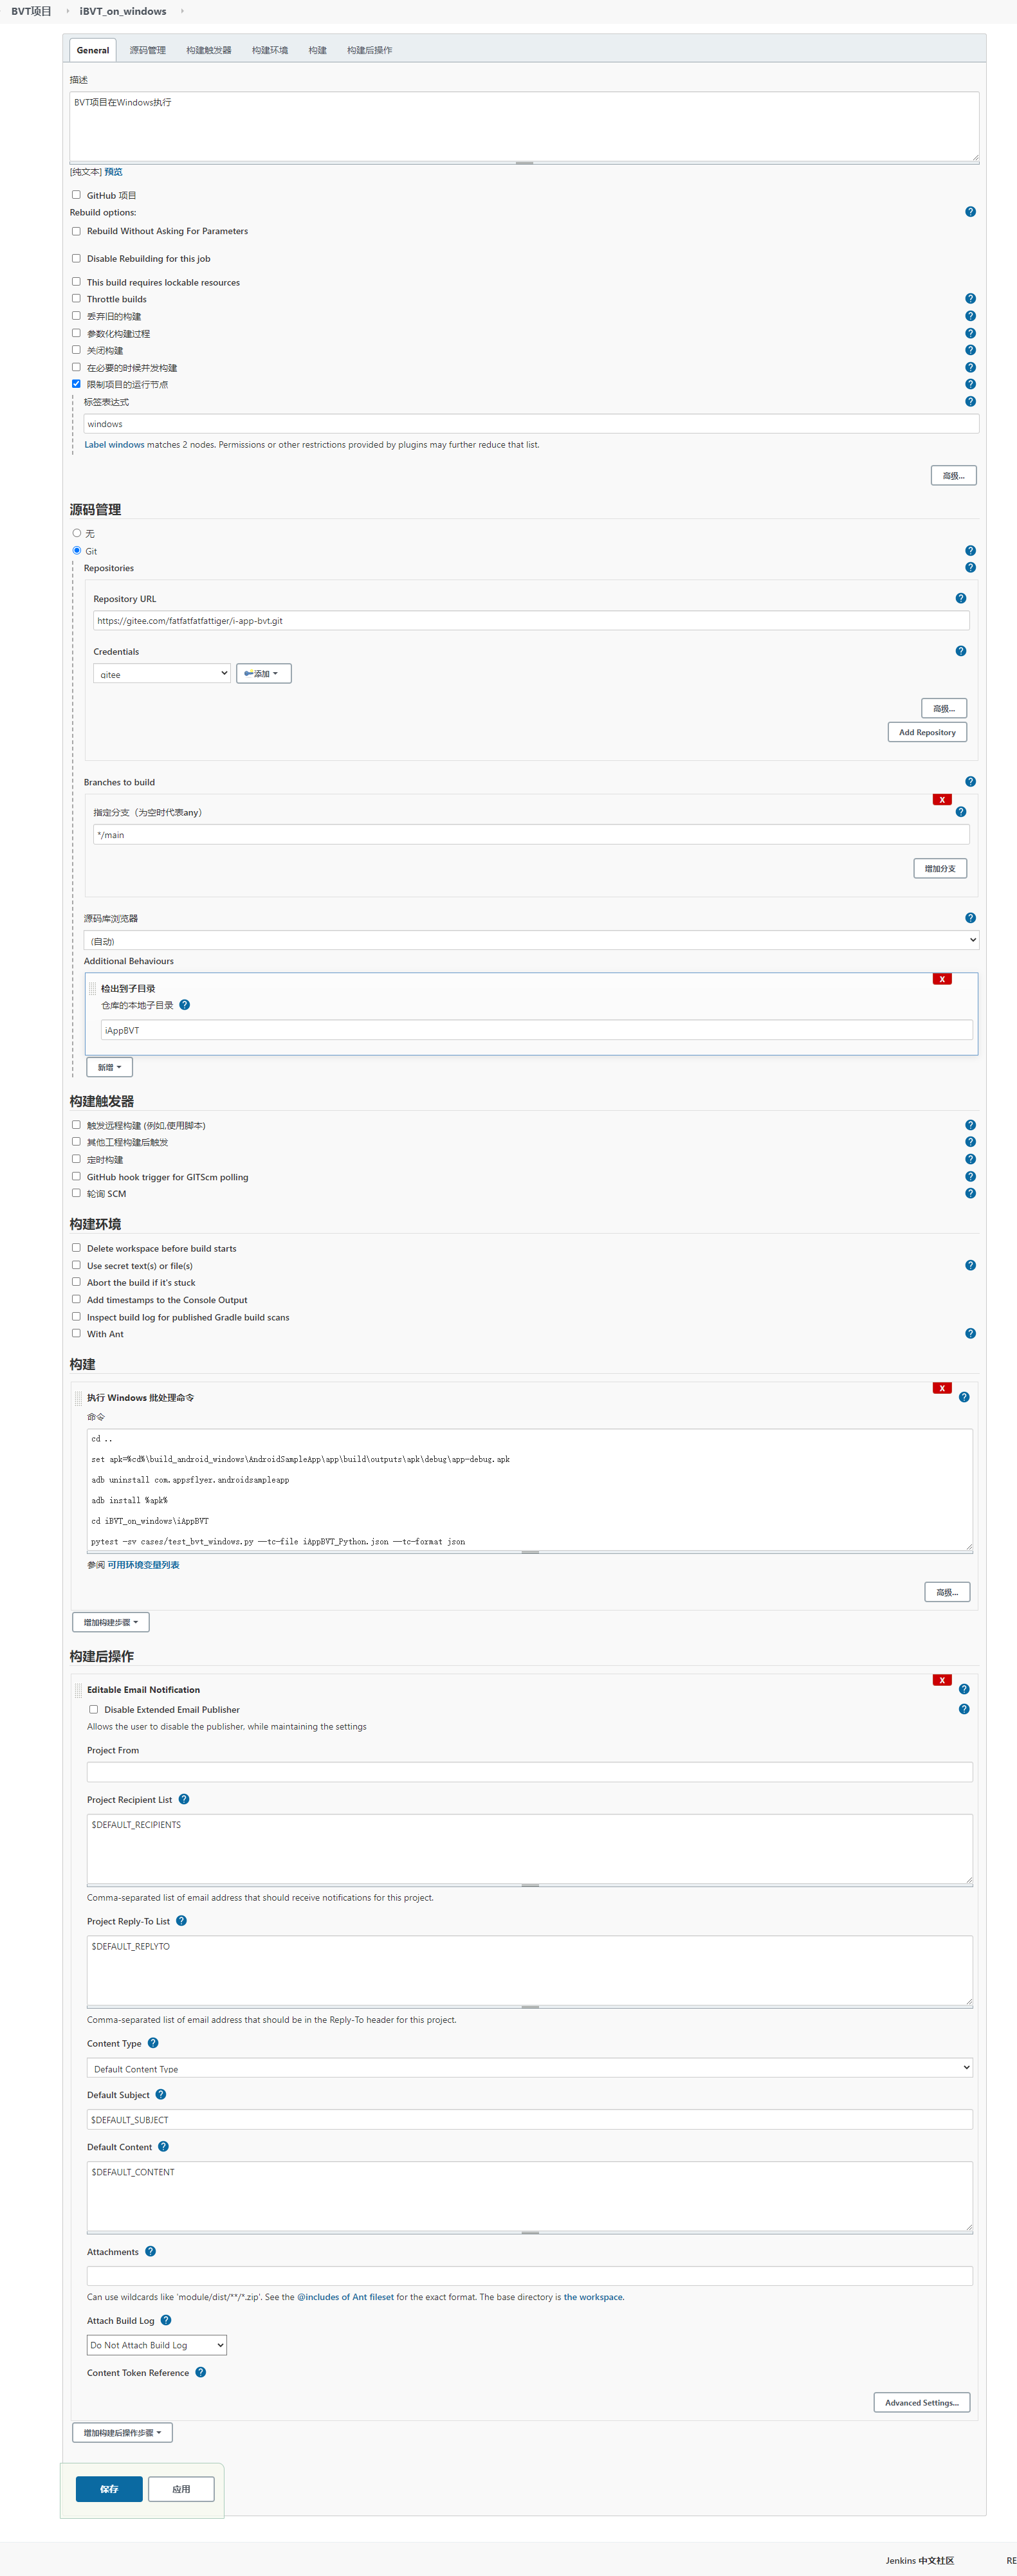 BVT项目 iBVT_on_windows
General 源码管理 构建触发器 构建环境 构建 构建后操作
描述
BVT项目在Windows执行
[纯文本] 预览
GitHub 项目
Rebuild options:
Rebuild Without Asking For Parameters
Disable Rebuilding for this job
This build requires lockable resources
Throttle builds
丢弃旧的构建
参数化构建过程
关闭构建
在必要的时候并发构建
限制项目的运行节点
标签表达式
windows
Label windows matches 2 nodes. Permissions or other restrictions provided by plugins may further reduce that list.
高级...
源码管理
无
Git
Repositories
Repository URL
https://gitee.com/fatfatfatfattiger/i-app-bvt.git
Credentials
gitee 添加
高级...
Add Repository
Branches to build
X
指定分支（为空时代表any）
*/main
增加分支
源码库浏览器
(自动)
Additional Behaviours
X
检出到子目录
仓库的本地子目录
iAppBVT
新增
构建触发器
触发远程构建 (例如,使用脚本)
其他工程构建后触发
定时构建
GitHub hook trigger for GITScm polling
轮询 SCM
构建环境
Delete workspace before build starts
Use secret text(s) or file(s)
Abort the build if it's stuck
Add timestamps to the Console Output
Inspect build log for published Gradle build scans
With Ant
构建
X
执行 Windows 批处理命令
命令
cd ..
set apk=%cd%\build_android_windows\AndroidSampleApp\app\build\outputs\apk\debug\app-debug.apk
adb uninstall com.appsflyer.androidsampleapp
adb install %apk%
cd iBVT_on_windows\iAppBVT
pytest -sv cases/test_bvt_windows.py --tc-file iAppBVT_Python.json --tc-format json
参阅 可用环境变量列表
高级...
增加构建步骤
构建后操作
X
Editable Email Notification
Disable Extended Email Publisher
Allows the user to disable the publisher, while maintaining the settings
Project From
Project Recipient List
$DEFAULT_RECIPIENTS
Comma-separated list of email address that should receive notifications for this project.
Project Reply-To List
$DEFAULT_REPLYTO
Comma-separated list of email address that should be in the Reply-To header for this project.
Content Type
Default Content Type
Default Subject
$DEFAULT_SUBJECT
Default Content
$DEFAULT_CONTENT
Attachments
Can use wildcards like 'module/dist/**/*.zip'. See the @includes of Ant fileset for the exact format. The base directory is the workspace.
Attach Build Log
Do Not Attach Build Log
Content Token Reference
Advanced Settings...
增加构建后操作步骤
保存 应用
Jenkins 中文社区 RE